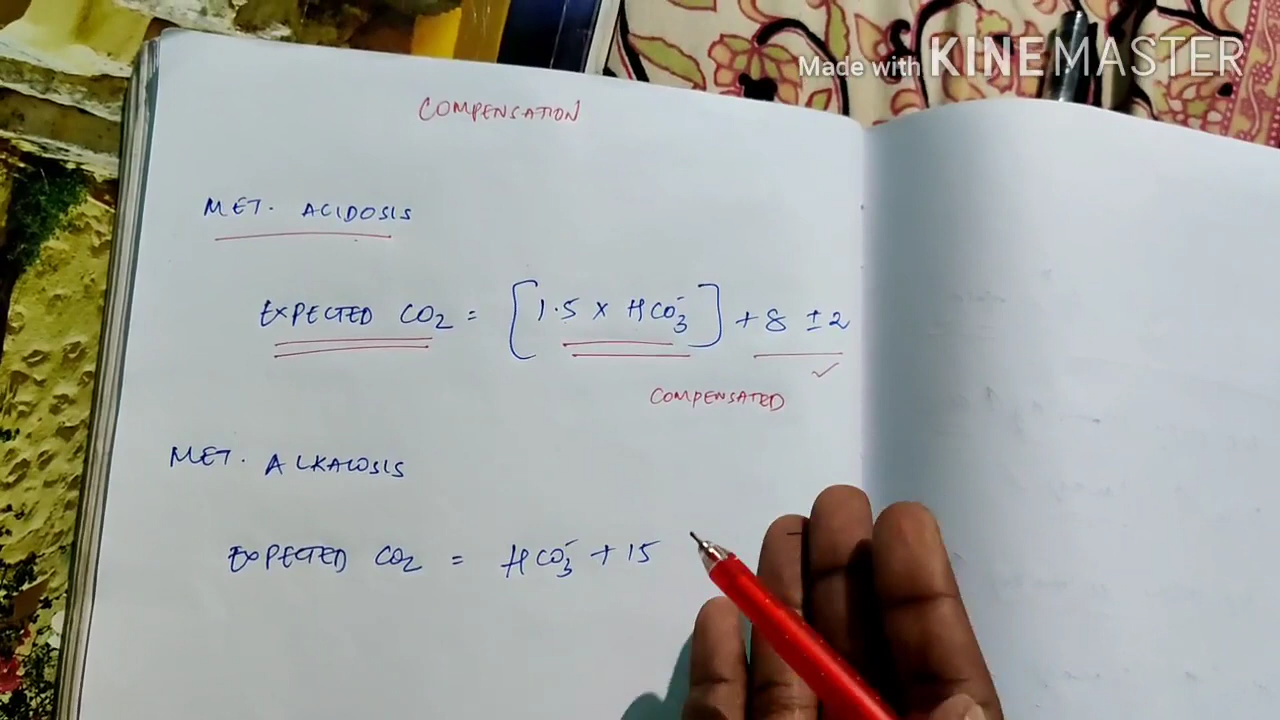 Made with KINEMASTER
COMPENSATION
MET. ACIDOSIS
EXPECTED CO₂ = [1.5 x HCO₃⁻] + 8 ± 2
COMPENSATED
MET. ALKALOSIS
EXPECTED CO₂ = HCO₃⁻ + 15